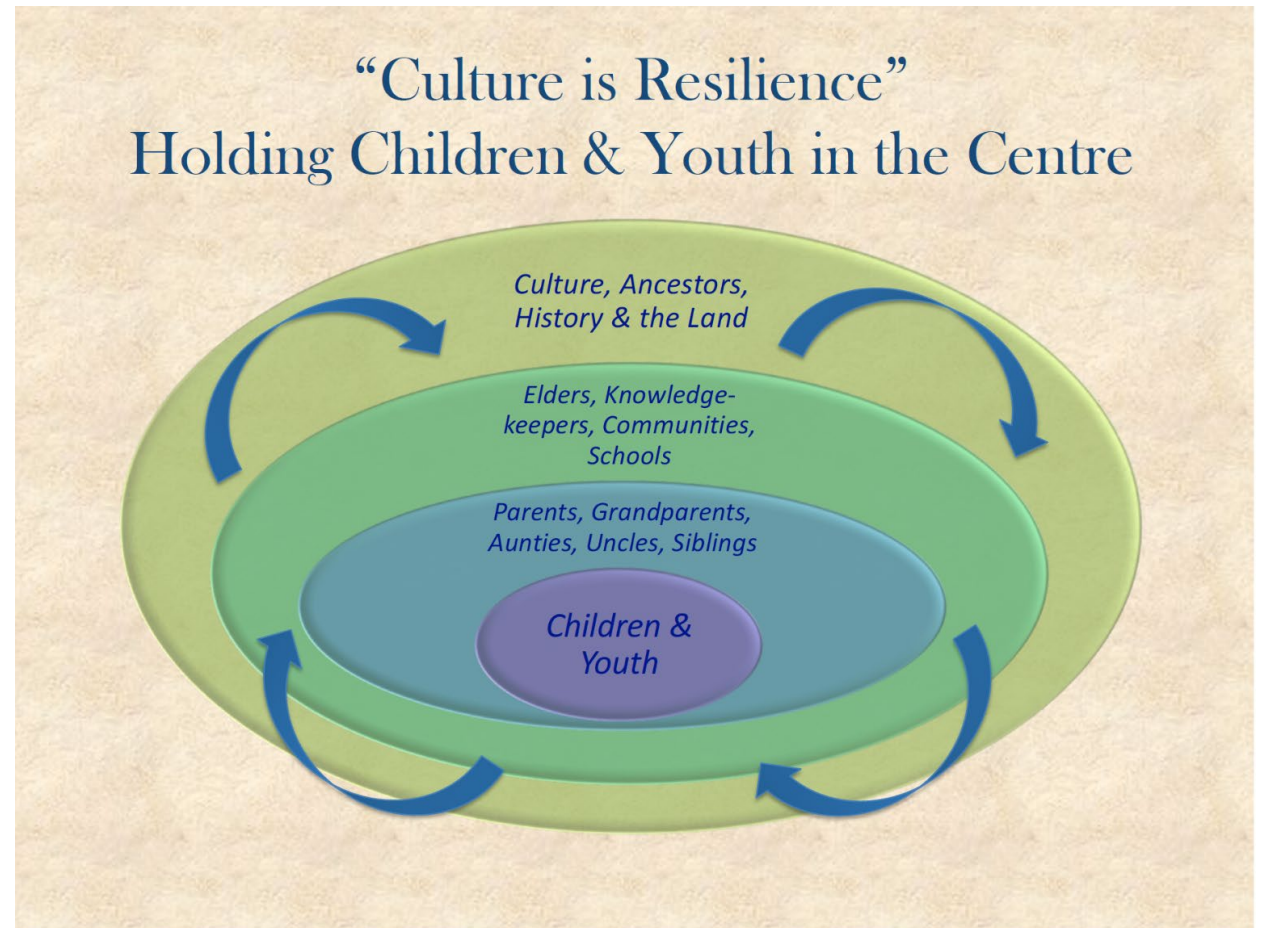 “Culture is Resilience”
Holding Children & Youth in the Centre
Culture, Ancestors,
History & the Land
Elders, Knowledge-
keepers, Communities,
Schools
Parents, Grandparents,
Aunties, Uncles, Siblings
Children &
Youth